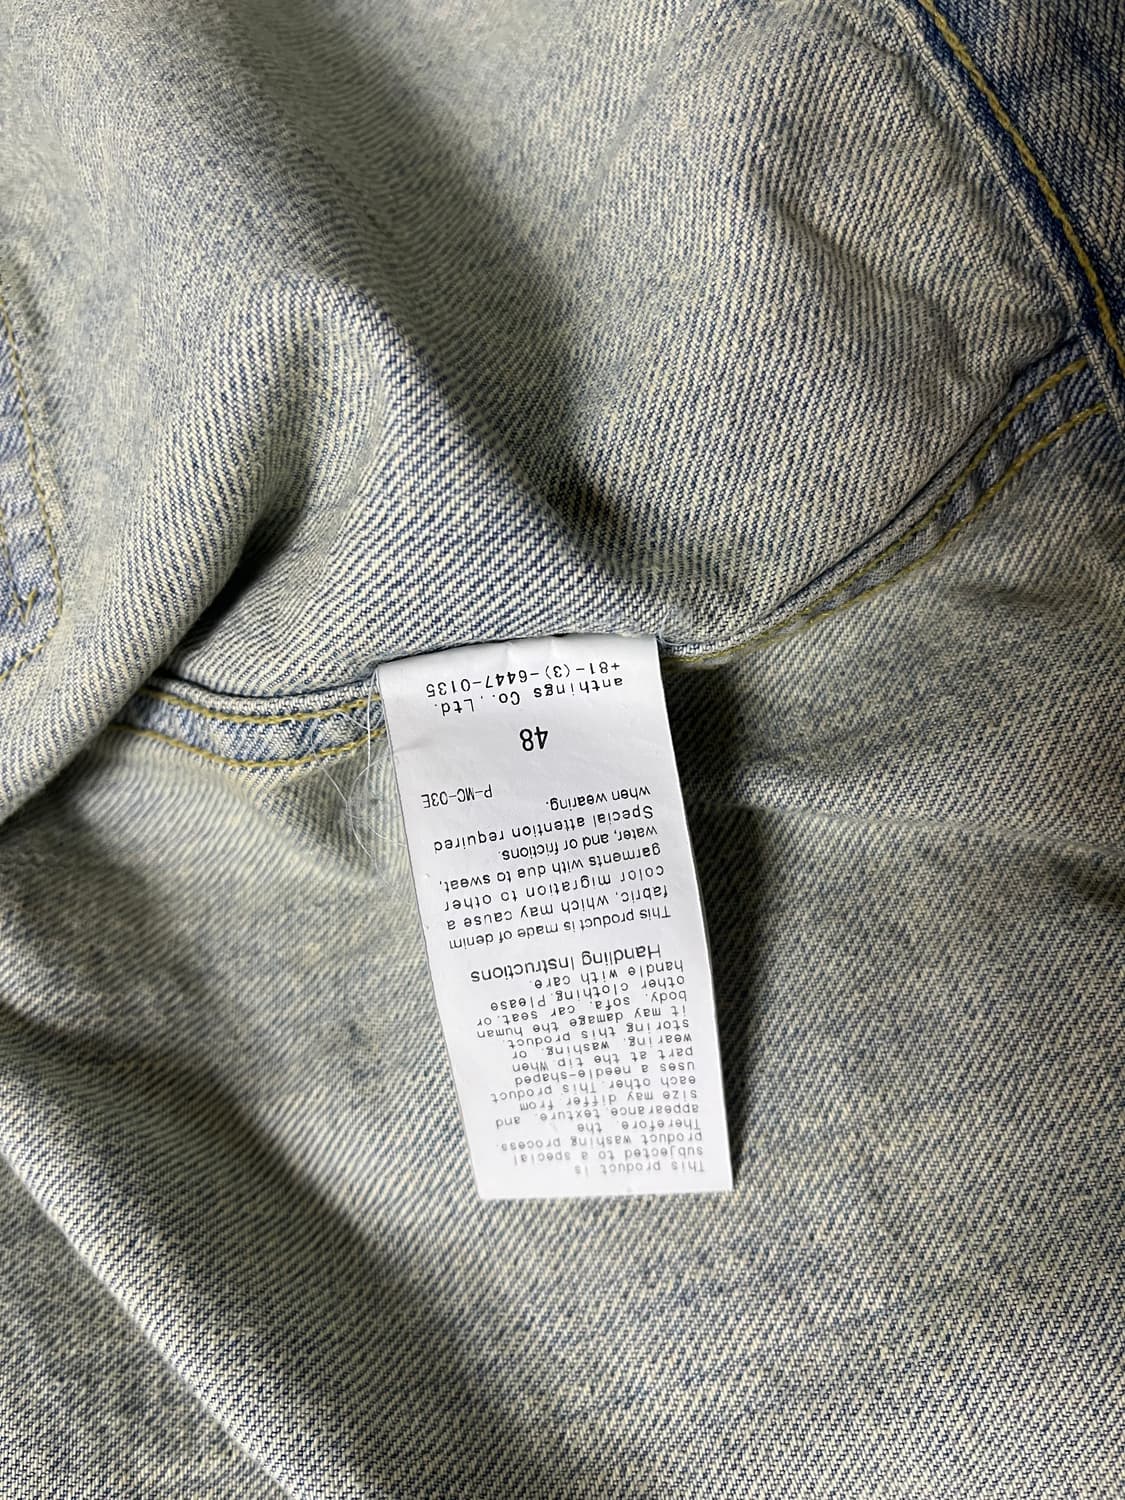 This product is
subjected to a special
product washing process.
Therefore, the
appearance, texture, and
size may differ from
each other. This product
uses a needle-shaped
part at the tip. When
wearing, washing, or
storing this product,
it may damage the human
body, sofa, car seat, or
other clothing. Please
handle with care.
Handling Instructions
This product is made of denim
fabric, which may cause a
color migration to other
garments with due to sweat,
water, and/or frictions.
Special attention required
when wearing.
P-MC-03E
48
anthings Co., Ltd.
+81-(3)-6447-0135